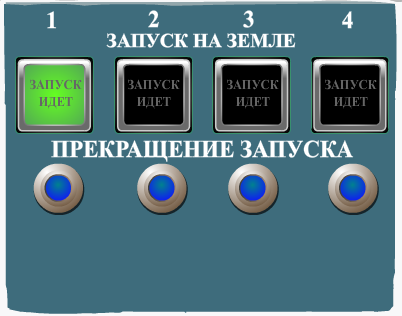 1 2 3 4
ЗАПУСК НА ЗЕМЛЕ
ЗАПУСК ЗАПУСК ЗАПУСК ЗАПУСК
ИДЕТ ИДЕТ ИДЕТ ИДЕТ
ПРЕКРАЩЕНИЕ ЗАПУСКА